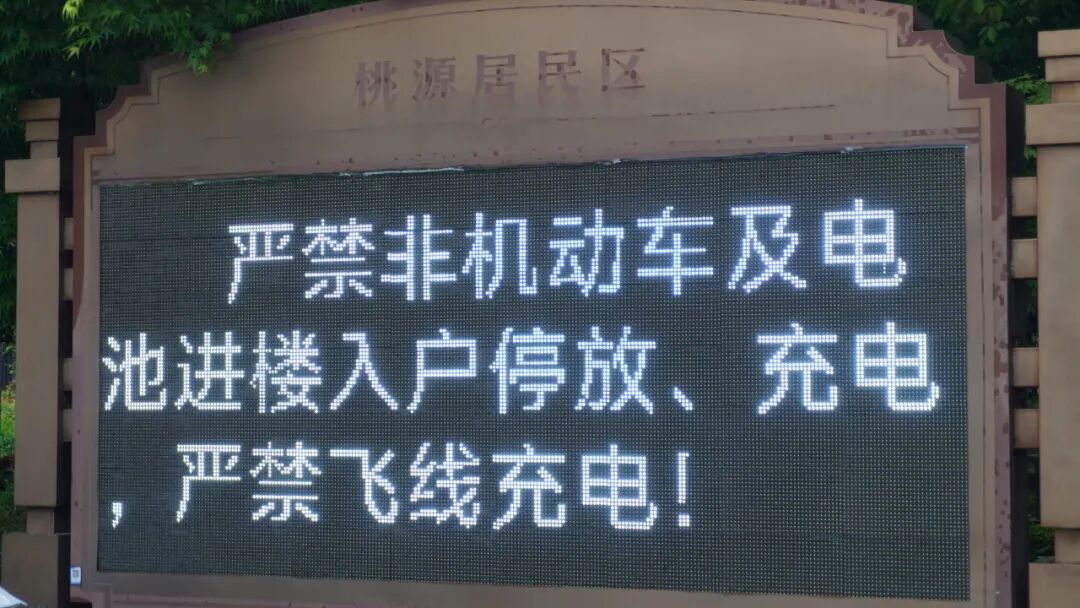 桃源居民区
严禁非机动车及电
池进楼入户停放、充电
，严禁飞线充电！